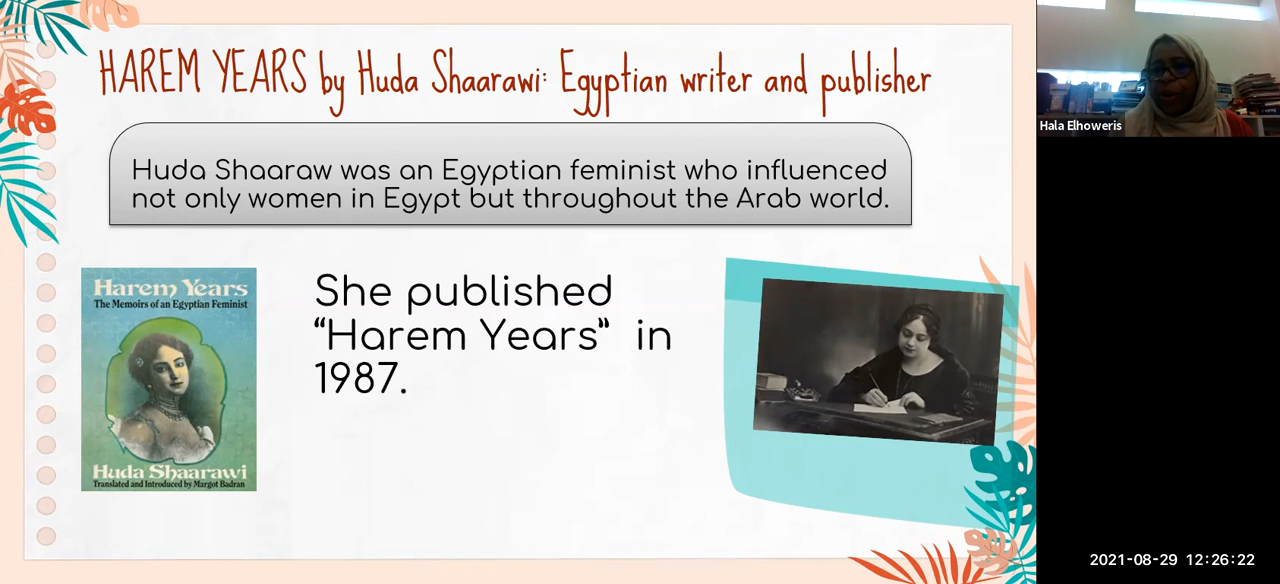 HAREM YEARS by Huda Shaarawi: Egyptian writer and publisher
Hala Elhoweris
Huda Shaaraw was an Egyptian feminist who influenced
not only women in Egypt but throughout the Arab world.
Harem Years
The Memoirs of an Egyptian Feminist
Huda Shaarawi
Translated and Introduced by Margot Badran
She published
“Harem Years”  in
1987.
2021-08-29 12:26:22